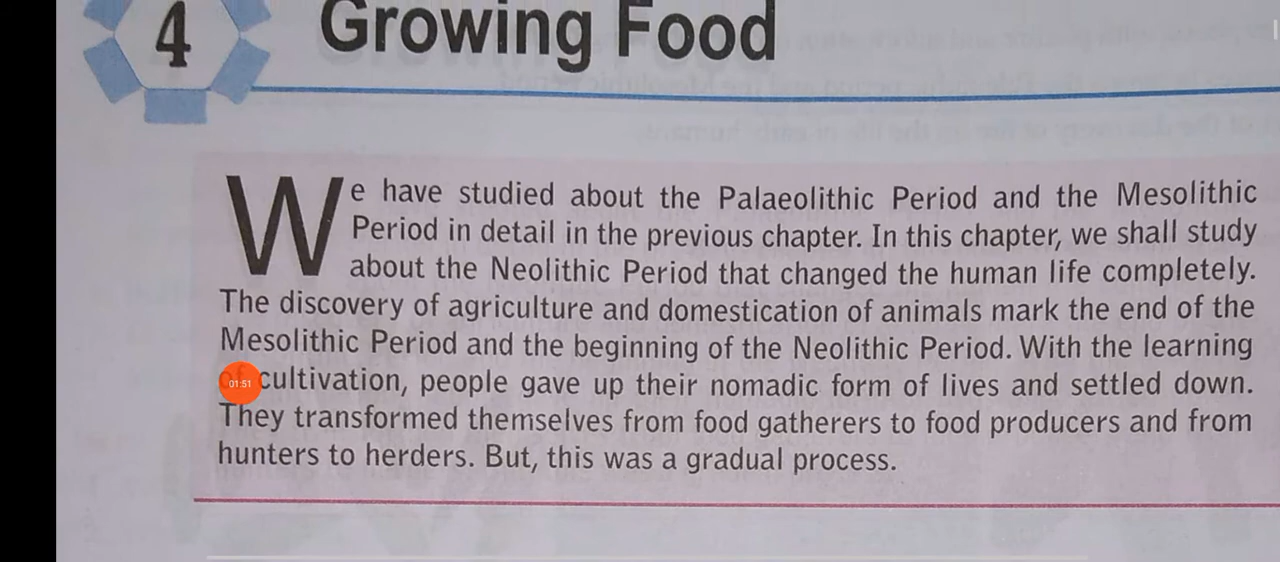 4
Growing Food
We have studied about the Palaeolithic Period and the Mesolithic
Period in detail in the previous chapter. In this chapter, we shall study
about the Neolithic Period that changed the human life completely.
The discovery of agriculture and domestication of animals mark the end of the
Mesolithic Period and the beginning of the Neolithic Period. With the learning
01:51 cultivation, people gave up their nomadic form of lives and settled down.
They transformed themselves from food gatherers to food producers and from
hunters to herders. But, this was a gradual process.